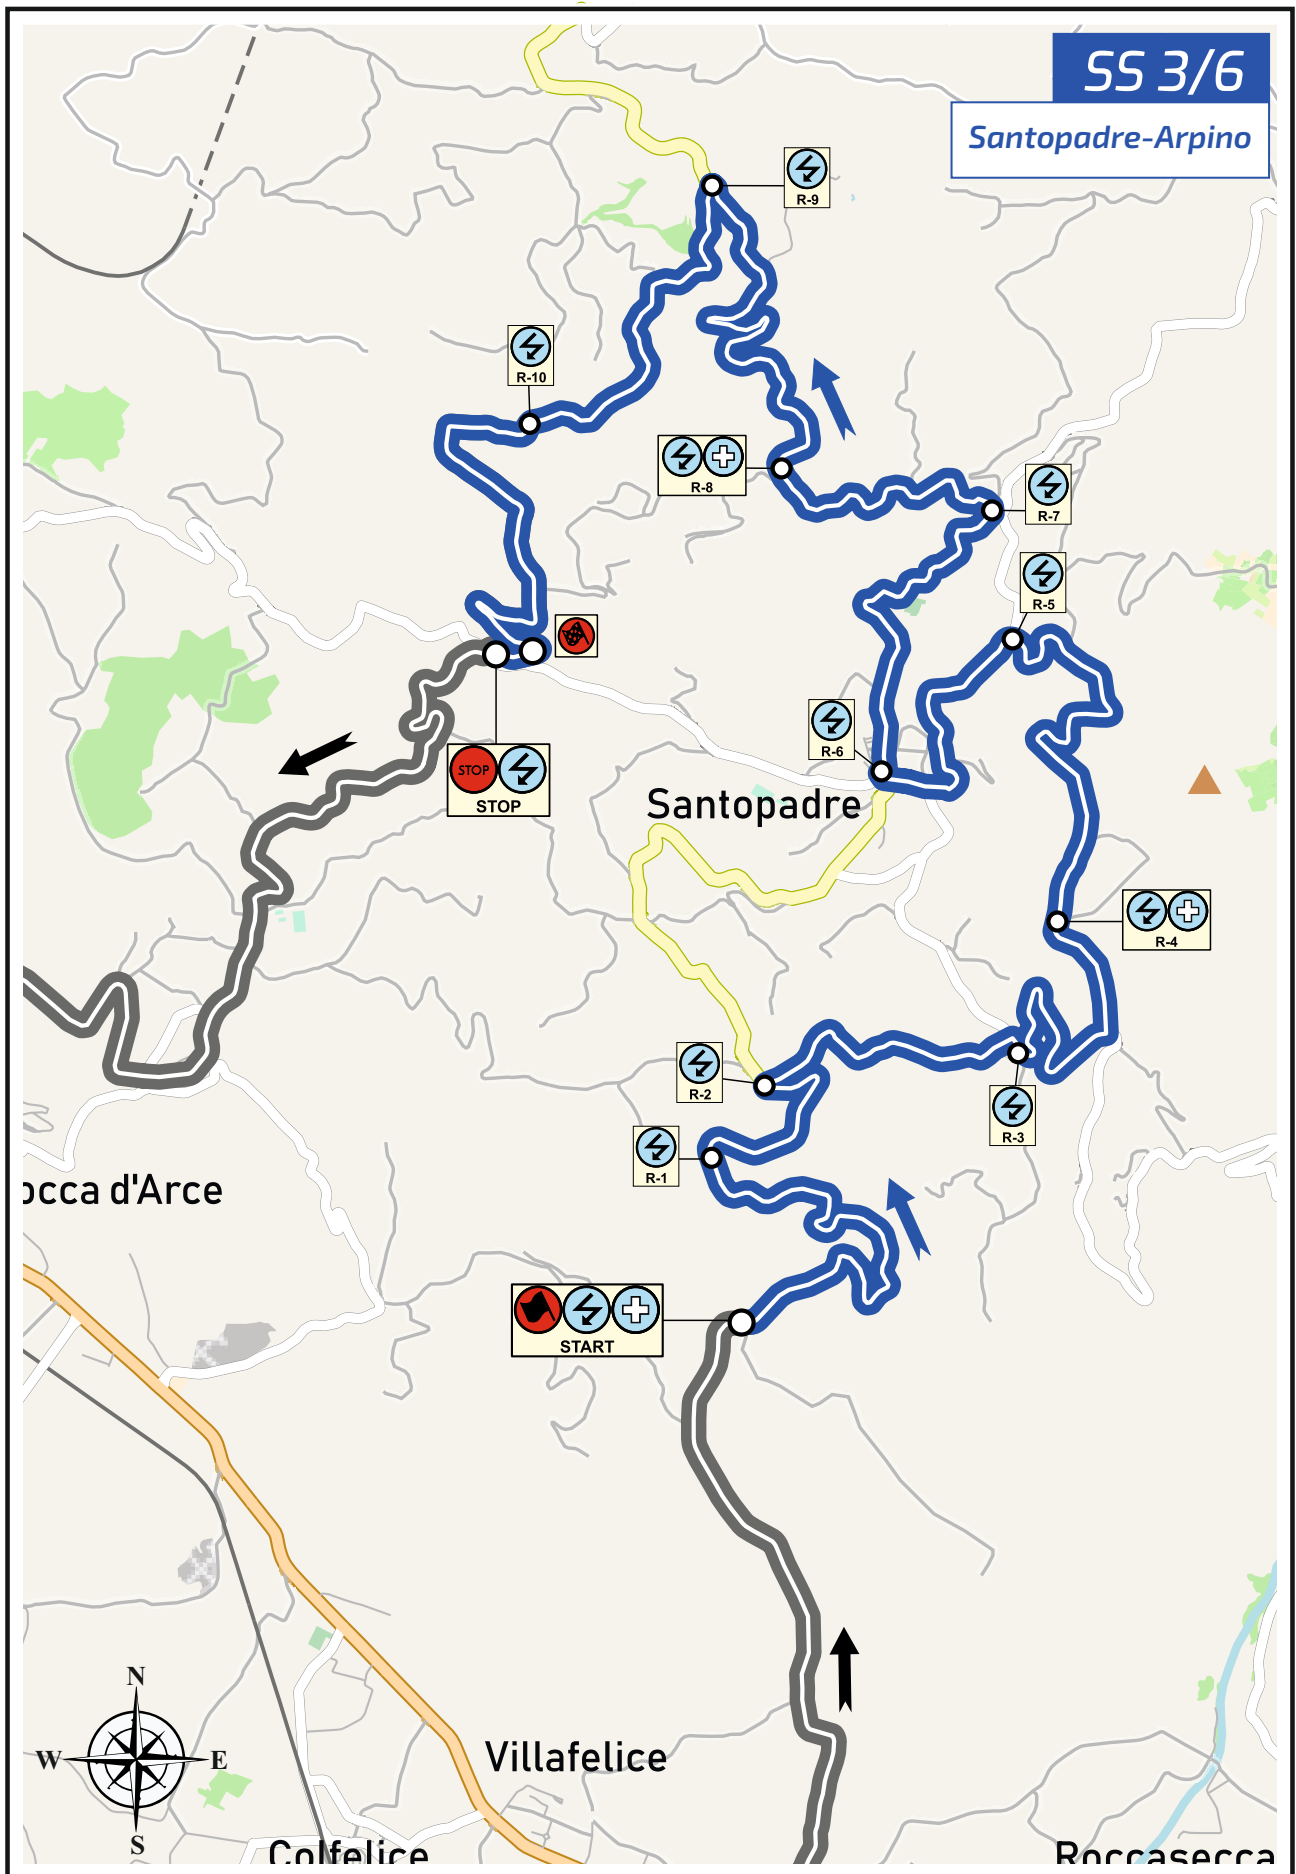 SS 3/6
Santopadre-Arpino
R-9
R-10
R-8
R-7
R-5
R-6
STOP
STOP
Santopadre
R-4
R-2
R-3
R-1
occa d'Arce
START
N
W
E
S
Villafelice
Colfelice
Roccasecca